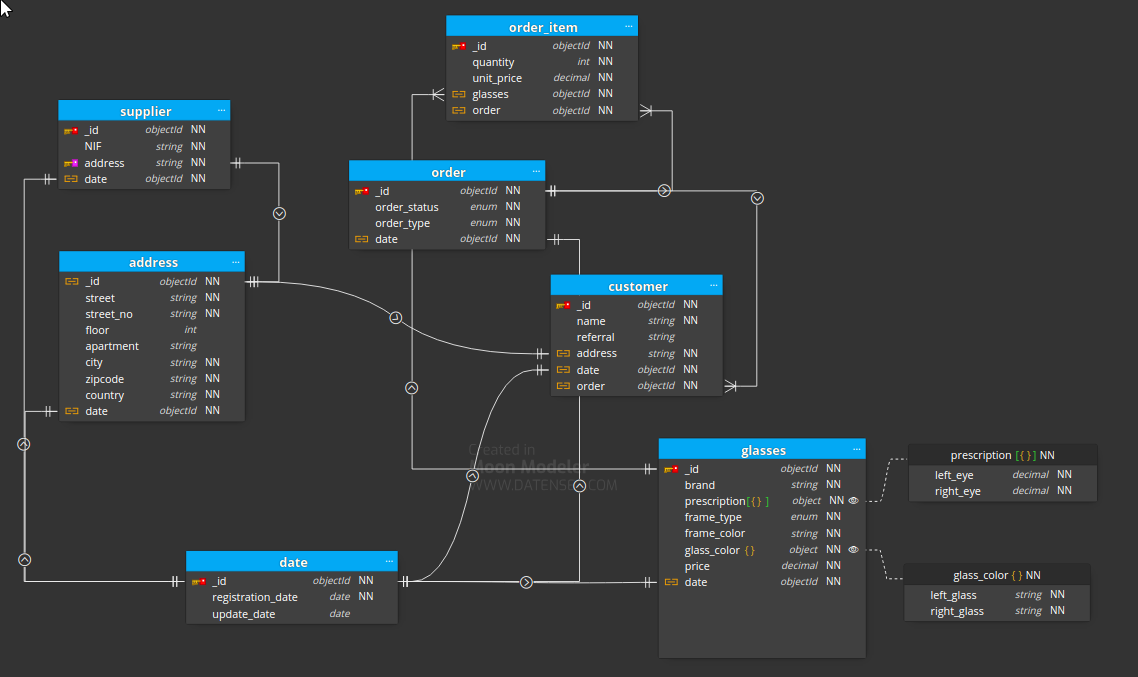 order_item ...
_id objectId NN
quantity int NN
unit_price decimal NN
glasses objectId NN
order objectId NN
supplier ...
_id objectId NN
NIF string NN
address string NN
date objectId NN
order ...
_id objectId NN
order_status enum NN
order_type enum NN
date objectId NN
address ...
_id objectId NN
street string NN
street_no string NN
floor int
apartment string
city string NN
zipcode string NN
country string NN
date objectId NN
customer ...
_id objectId NN
name string NN
referral string
address string NN
date objectId NN
order objectId NN
Created in
Moon Modeler
WWW.DATENSEN.COM
glasses ...
_id objectId NN
brand string NN
prescription[{} ] object NN
frame_type enum NN
frame_color string NN
glass_color {} object NN
price decimal NN
date objectId NN
prescription [{}] NN
left_eye decimal NN
right_eye decimal NN
glass_color {} NN
left_glass string NN
right_glass string NN
date ...
_id objectId NN
registration_date date NN
update_date date